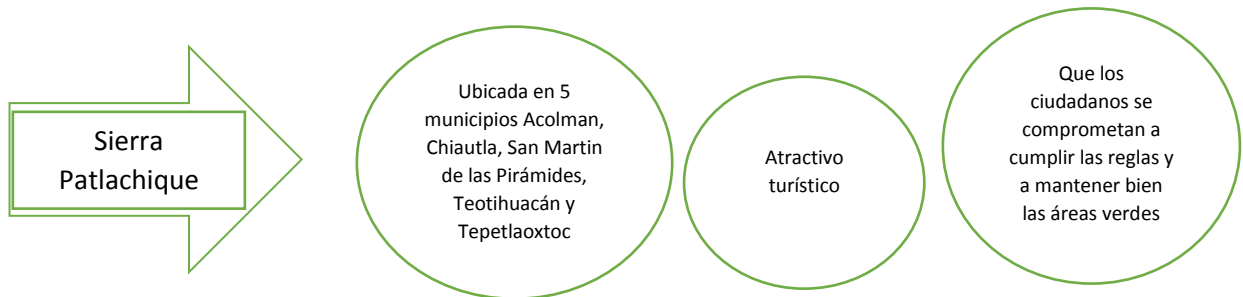 Sierra
Patlachique
Ubicada en 5
municipios Acolman,
Chiautla, San Martin
de las Pirámides,
Teotihuacán y
Tepetlaoxtoc
Atractivo
turístico
Que los
ciudadanos se
comprometan a
cumplir las reglas y
a mantener bien
las áreas verdes